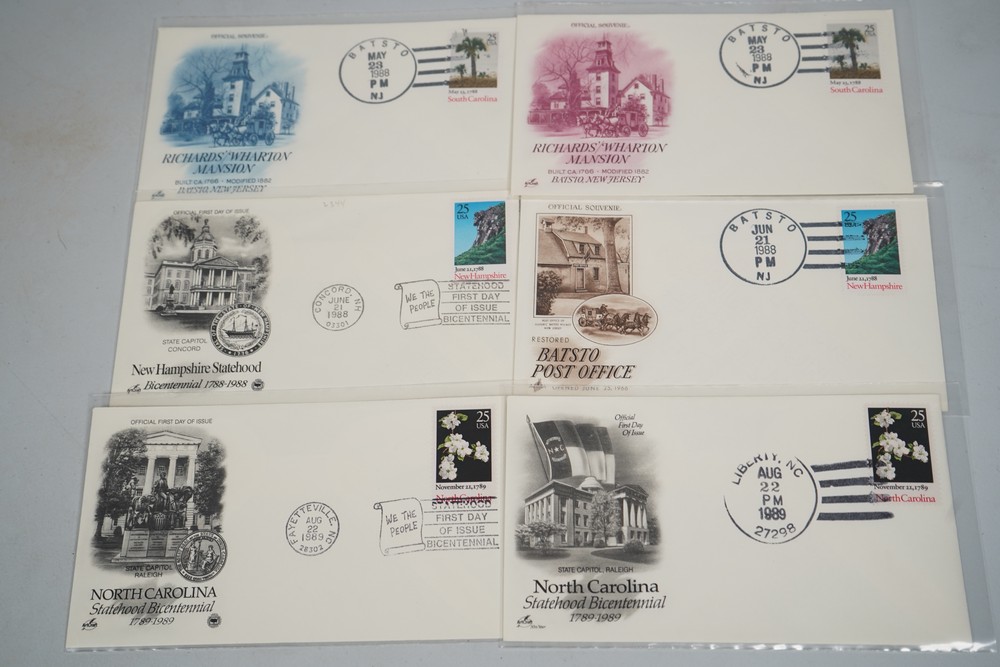 OFFICIAL SOUVENIR
BATSTO
MAY
23
1988
PM
NJ
25
USA
May 23, 1788
South Carolina
RICHARDS'/WHARTON
MANSION
BUILT CA. 1786 - MODIFIED 1882
BATSTO, NEW JERSEY
OFFICIAL SOUVENIR
BATSTO
MAY
23
1988
PM
NJ
25
USA
May 23, 1788
South Carolina
RICHARDS'/WHARTON
MANSION
BUILT CA. 1786 - MODIFIED 1882
BATSTO, NEW JERSEY
OFFICIAL FIRST DAY OF ISSUE
25
USA
June 21, 1788
New Hampshire
CONCORD, NH
JUNE
21
1988
03301
WE THE
PEOPLE
STATEHOOD
FIRST DAY
OF ISSUE
BICENTENNIAL
STATE CAPITOL
CONCORD
New Hampshire Statehood
Bicentennial 1788-1988
OFFICIAL SOUVENIR
BATSTO
JUN
21
1988
PM
NJ
25
USA
June 21, 1788
New Hampshire
RESTORED
BATSTO
POST OFFICE
OPENED JUNE 23, 1966
OFFICIAL FIRST DAY OF ISSUE
25
USA
November 21, 1789
North Carolina
FAYETTEVILLE, NC
AUG
22
1989
28302
WE THE
PEOPLE
STATEHOOD
FIRST DAY
OF ISSUE
BICENTENNIAL
STATE CAPITOL
RALEIGH
NORTH CAROLINA
Statehood Bicentennial
1789-1989
Official
First Day
Of Issue
LIBERTY, NC
AUG
22
PM
1989
27298
25
USA
November 21, 1789
North Carolina
STATE CAPITOL, RALEIGH
North Carolina
Statehood Bicentennial
1789-1989